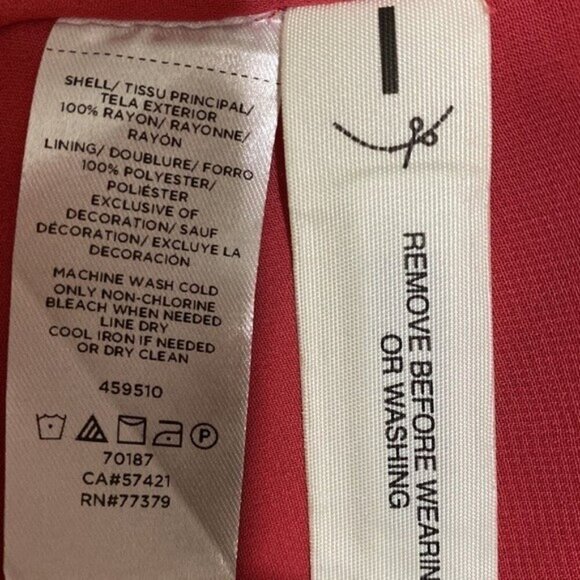 SHELL/ TISSU PRINCIPAL/
TELA EXTERIOR
100% RAYON/ RAYONNE/
RAYÓN
LINING/ DOUBLURE/ FORRO
100% POLYESTER/
POLIÉSTER
EXCLUSIVE OF
DECORATION/ SAUF
DÉCORATION/ EXCLUYE LA
DECORACIÓN
MACHINE WASH COLD
ONLY NON-CHLORINE
BLEACH WHEN NEEDED
LINE DRY
COOL IRON IF NEEDED
OR DRY CLEAN
459510
P
70187
CA#57421
RN#77379
REMOVE BEFORE WEARIN
OR WASHING